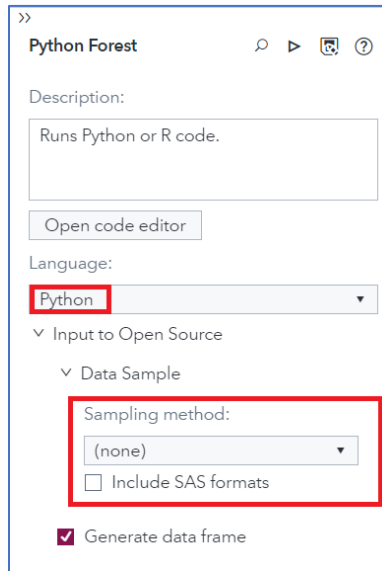 Python Forest
Description:
Runs Python or R code.
Open code editor
Language:
Python
Input to Open Source
Data Sample
Sampling method:
(none)
Include SAS formats
Generate data frame